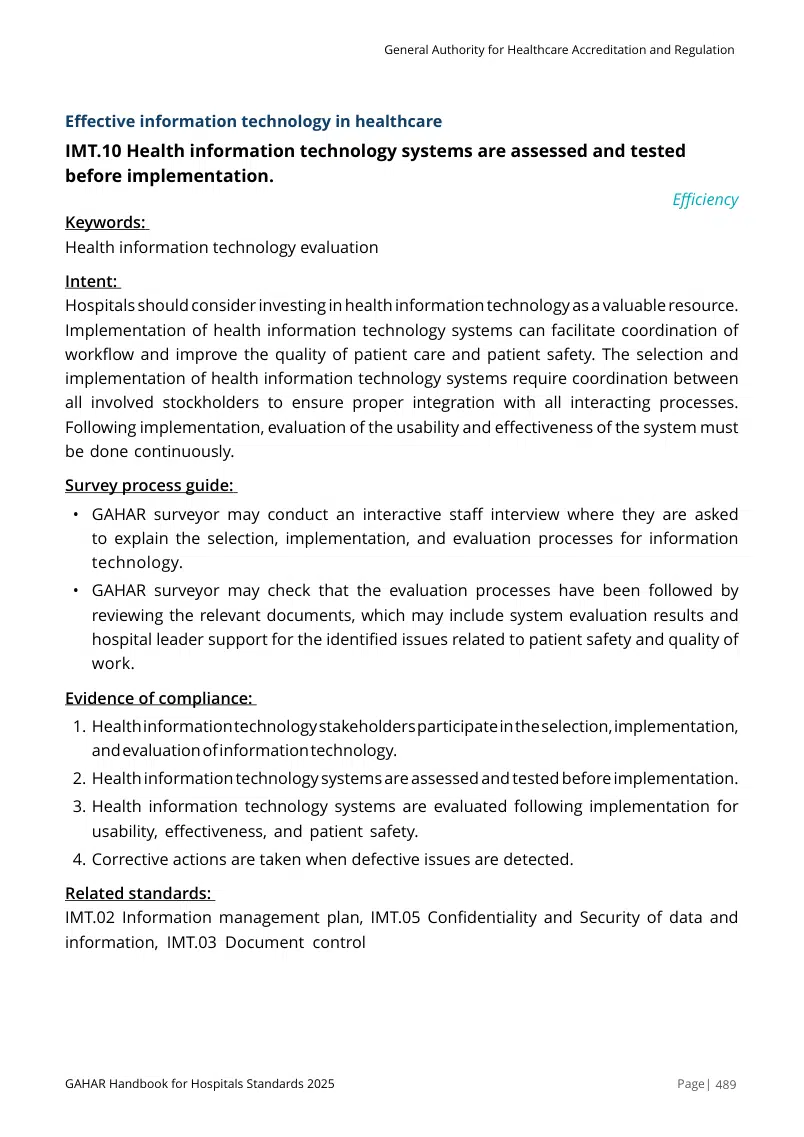 General Authority for Healthcare Accreditation and Regulation
Effective information technology in healthcare
IMT.10 Health information technology systems are assessed and tested
before implementation.
Efficiency
Keywords:
Health information technology evaluation
Intent:
Hospitals should consider investing in health information technology as a valuable resource.
Implementation of health information technology systems can facilitate coordination of
workflow and improve the quality of patient care and patient safety. The selection and
implementation of health information technology systems require coordination between
all involved stockholders to ensure proper integration with all interacting processes.
Following implementation, evaluation of the usability and effectiveness of the system must
be done continuously.
Survey process guide:
• GAHAR surveyor may conduct an interactive staff interview where they are asked
to explain the selection, implementation, and evaluation processes for information
technology.
• GAHAR surveyor may check that the evaluation processes have been followed by
reviewing the relevant documents, which may include system evaluation results and
hospital leader support for the identified issues related to patient safety and quality of
work.
Evidence of compliance:
1. Health information technology stakeholders participate in the selection, implementation,
and evaluation of information technology.
2. Health information technology systems are assessed and tested before implementation.
3. Health information technology systems are evaluated following implementation for
usability, effectiveness, and patient safety.
4. Corrective actions are taken when defective issues are detected.
Related standards:
IMT.02 Information management plan, IMT.05 Confidentiality and Security of data and
information, IMT.03 Document control
GAHAR Handbook for Hospitals Standards 2025
Page| 489